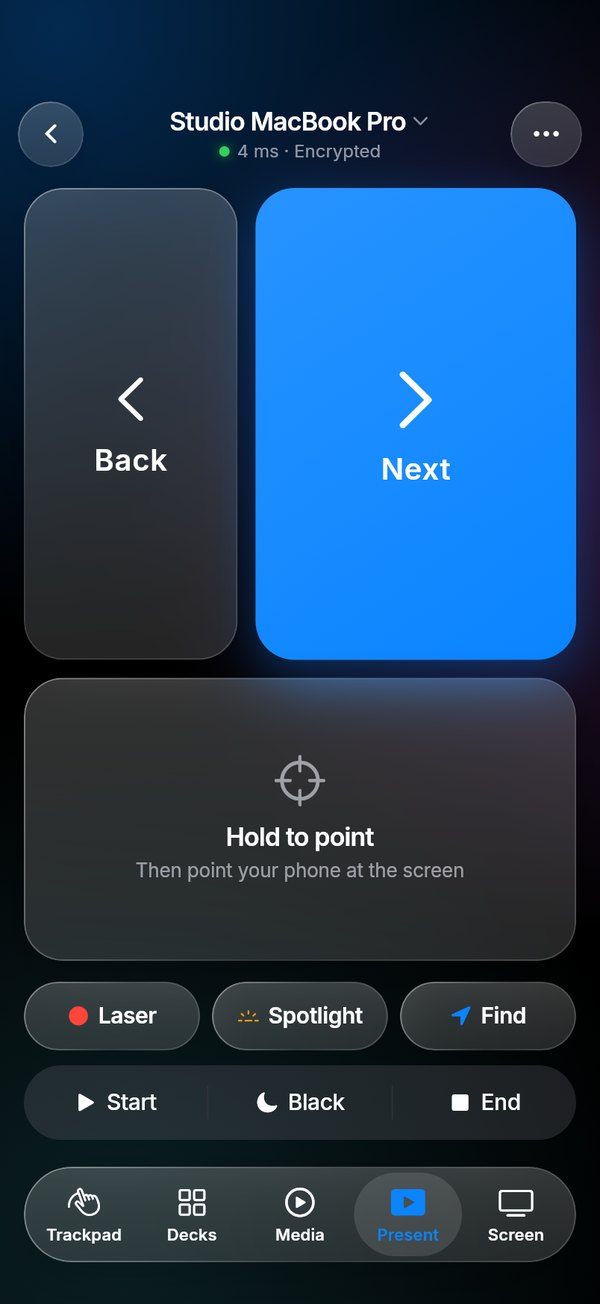 Studio MacBook Pro
4 ms · Encrypted
Back
Next
Hold to point
Then point your phone at the screen
Laser
Spotlight
Find
Start
Black
End
Trackpad
Decks
Media
Present
Screen